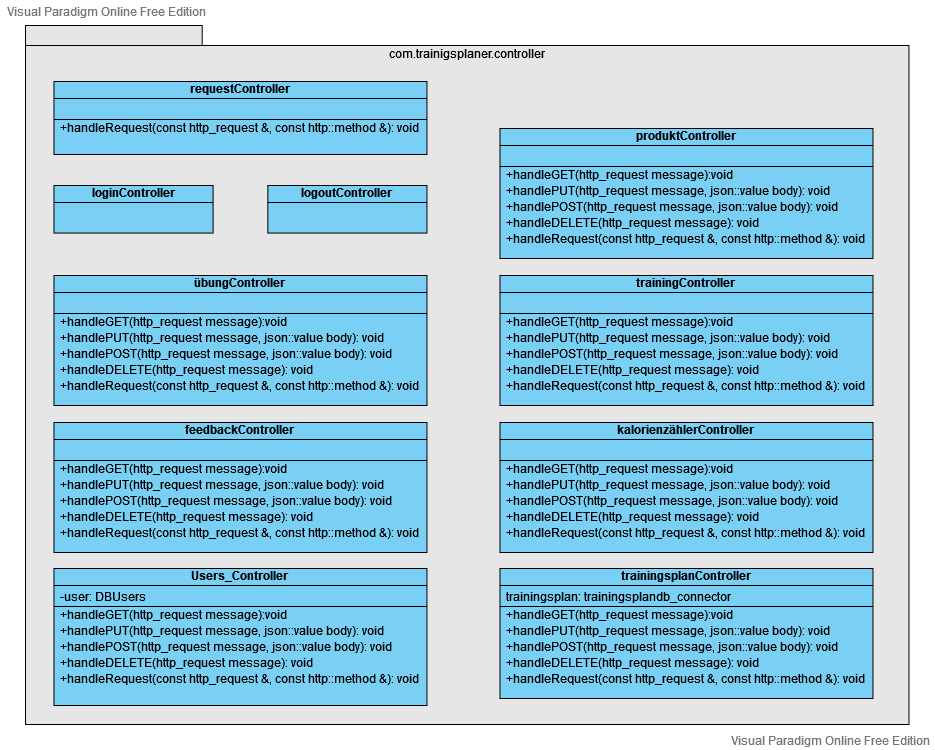 Visual Paradigm Online Free Edition
com.trainigsplaner.controller
requestController
+handleRequest(const http_request &, const http::method &): void
loginController
logoutController
produktController
+handleGET(http_request message):void
+handlePUT(http_request message, json::value body): void
+handlePOST(http_request message, json::value body): void
+handleDELETE(http_request message): void
+handleRequest(const http_request &, const http::method &): void
übungController
+handleGET(http_request message):void
+handlePUT(http_request message, json::value body): void
+handlePOST(http_request message, json::value body): void
+handleDELETE(http_request message): void
+handleRequest(const http_request &, const http::method &): void
trainingController
+handleGET(http_request message):void
+handlePUT(http_request message, json::value body): void
+handlePOST(http_request message, json::value body): void
+handleDELETE(http_request message): void
+handleRequest(const http_request &, const http::method &): void
feedbackController
+handleGET(http_request message):void
+handlePUT(http_request message, json::value body): void
+handlePOST(http_request message, json::value body): void
+handleDELETE(http_request message): void
+handleRequest(const http_request &, const http::method &): void
kalorienzählerController
+handleGET(http_request message):void
+handlePUT(http_request message, json::value body): void
+handlePOST(http_request message, json::value body): void
+handleDELETE(http_request message): void
+handleRequest(const http_request &, const http::method &): void
Users_Controller
-user: DBUsers
+handleGET(http_request message):void
+handlePUT(http_request message, json::value body): void
+handlePOST(http_request message, json::value body): void
+handleDELETE(http_request message): void
+handleRequest(const http_request &, const http::method &): void
trainingsplanController
trainingsplan: trainingsplandb_connector
+handleGET(http_request message):void
+handlePUT(http_request message, json::value body): void
+handlePOST(http_request message, json::value body): void
+handleDELETE(http_request message): void
+handleRequest(const http_request &, const http::method &): void
Visual Paradigm Online Free Edition